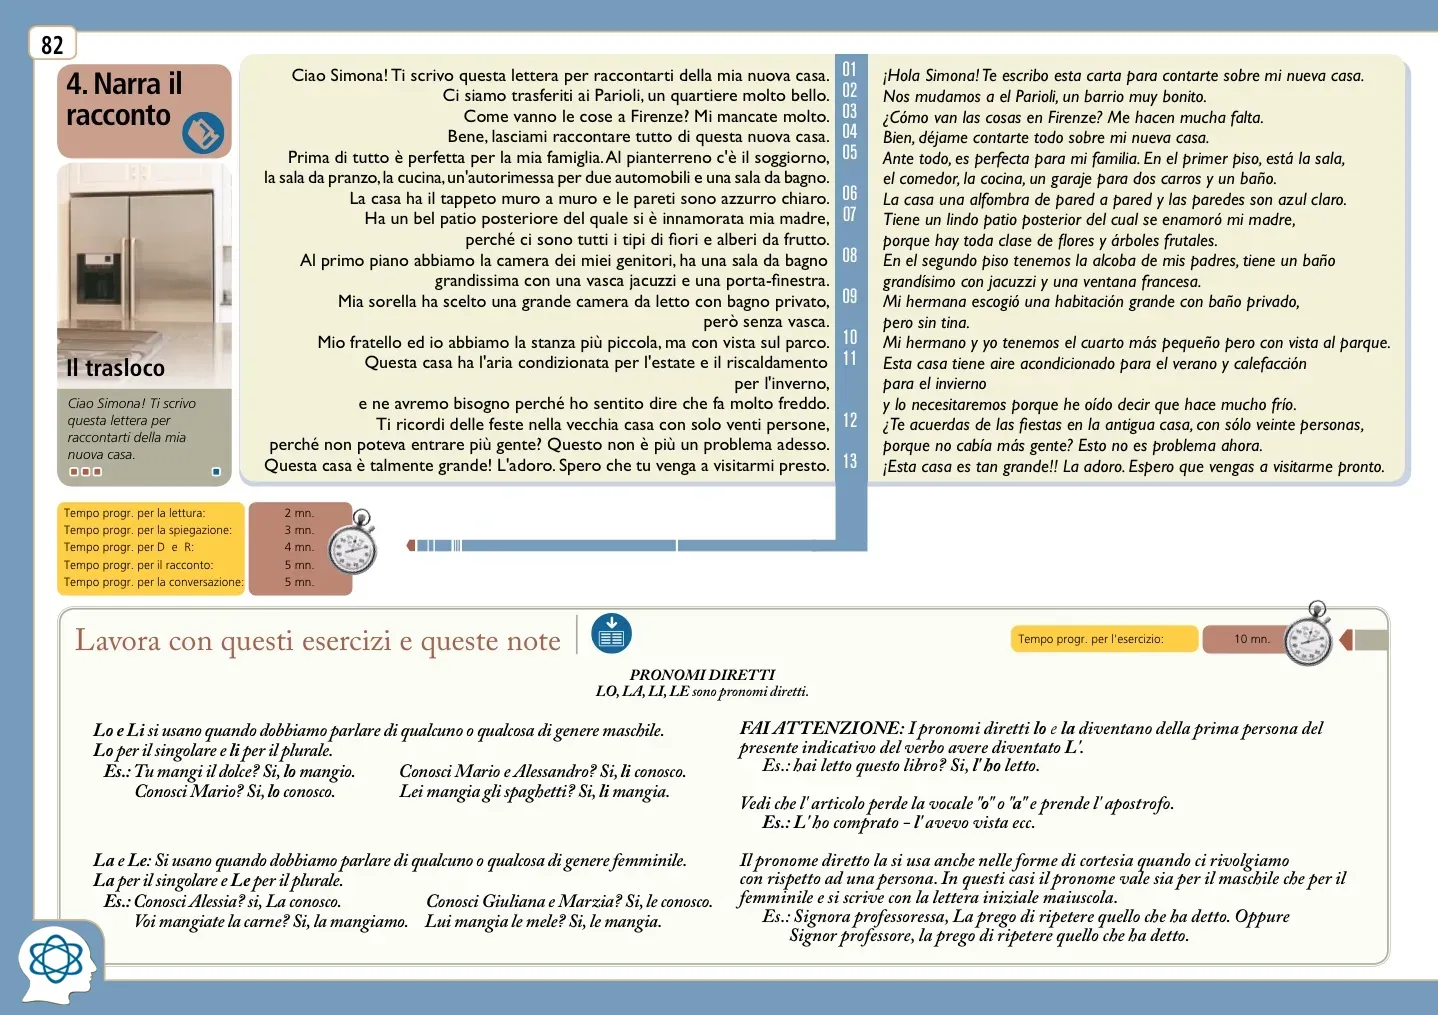 82
4. Narra il
racconto
Il trasloco
Ciao Simona! Ti scrivo
questa lettera per
raccontarti della mia
nuova casa.
Ciao Simona! Ti scrivo questa lettera per raccontarti della mia nuova casa.
Ci siamo trasferiti ai Parioli, un quartiere molto bello.
Come vanno le cose a Firenze? Mi mancate molto.
Bene, lasciami raccontare tutto di questa nuova casa.
Prima di tutto è perfetta per la mia famiglia. Al pianterreno c'è il soggiorno,
la sala da pranzo, la cucina, un'autorimessa per due automobili e una sala da bagno.
La casa ha il tappeto muro a muro e le pareti sono azzurro chiaro.
Ha un bel patio posteriore del quale si è innamorata mia madre,
perché ci sono tutti i tipi di fiori e alberi da frutto.
Al primo piano abbiamo la camera dei miei genitori, ha una sala da bagno
grandissima con una vasca jacuzzi e una porta-finestra.
Mia sorella ha scelto una grande camera da letto con bagno privato,
però senza vasca.
Mio fratello ed io abbiamo la stanza più piccola, ma con vista sul parco.
Questa casa ha l'aria condizionata per l'estate e il riscaldamento
per l'inverno,
e ne avremo bisogno perché ho sentito dire che fa molto freddo.
Ti ricordi delle feste nella vecchia casa con solo venti persone,
perché non poteva entrare più gente? Questo non è più un problema adesso.
Questa casa è talmente grande! L'adoro. Spero che tu venga a visitarmi presto.
01
02
03
04
05
06
07
08
09
10
11
12
13
¡Hola Simona! Te escribo esta carta para contarte sobre mi nueva casa.
Nos mudamos a el Parioli, un barrio muy bonito.
¿Cómo van las cosas en Firenze? Me hacen mucha falta.
Bien, déjame contarte todo sobre mi nueva casa.
Ante todo, es perfecta para mi familia. En el primer piso, está la sala,
el comedor, la cocina, un garaje para dos carros y un baño.
La casa una alfombra de pared a pared y las paredes son azul claro.
Tiene un lindo patio posterior del cual se enamoró mi madre,
porque hay toda clase de flores y árboles frutales.
En el segundo piso tenemos la alcoba de mis padres, tiene un baño
grandísimo con jacuzzi y una ventana francesa.
Mi hermana escogió una habitación grande con baño privado,
pero sin tina.
Mi hermano y yo tenemos el cuarto más pequeño pero con vista al parque.
Esta casa tiene aire acondicionado para el verano y calefacción
para el invierno
y lo necesitaremos porque he oído decir que hace mucho frío.
¿Te acuerdas de las fiestas en la antigua casa, con sólo veinte personas,
porque no cabía más gente? Esto no es problema ahora.
¡Esta casa es tan grande!! La adoro. Espero que vengas a visitarme pronto.
Tempo progr. per la lettura: 2 mn.
Tempo progr. per la spiegazione: 3 mn.
Tempo progr. per D e R: 4 mn.
Tempo progr. per il racconto: 5 mn.
Tempo progr. per la conversazione: 5 mn.
Lavora con questi esercizi e queste note
Tempo progr. per l'esercizio: 10 mn.
PRONOMI DIRETTI
LO, LA, LI, LE sono pronomi diretti.
Lo e Li si usano quando dobbiamo parlare di qualcuno o qualcosa di genere maschile.
Lo per il singolare e li per il plurale.
Es.: Tu mangi il dolce? Si, lo mangio. Conosci Mario e Alessandro? Si, li conosco.
Conosci Mario? Si, lo conosco. Lei mangia gli spaghetti? Si, li mangia.
La e Le: Si usano quando dobbiamo parlare di qualcuno o qualcosa di genere femminile.
La per il singolare e Le per il plurale.
Es.: Conosci Alessia? si, La conosco. Conosci Giuliana e Marzia? Si, le conosco.
Voi mangiate la carne? Si, la mangiamo. Lui mangia le mele? Si, le mangia.
FAI ATTENZIONE: I pronomi diretti lo e la diventano della prima persona del
presente indicativo del verbo avere diventato L'.
Es.: hai letto questo libro? Si, l' ho letto.
Vedi che l' articolo perde la vocale "o" o "a" e prende l' apostrofo.
Es.: L' ho comprato - l' avevo vista ecc.
Il pronome diretto la si usa anche nelle forme di cortesia quando ci rivolgiamo
con rispetto ad una persona. In questi casi il pronome vale sia per il maschile che per il
femminile e si scrive con la lettera iniziale maiuscola.
Es.: Signora professoressa, La prego di ripetere quello che ha detto. Oppure
Signor professore, la prego di ripetere quello che ha detto.